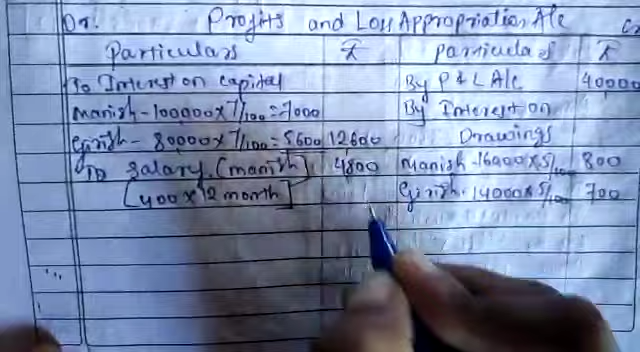 Dr. Profits and Loss Appropriation A/c Cr
Particulars ₹ Particulars ₹
To Interest on capital By P & L A/c 40000
Manish - 100000 x 7/100 = 7000 By Interest on
Girish - 80000 x 7/100 = 5600 12600 Drawings
To Salary (Manish) 4800 Manish - 16000 x 5/100 800
[400 x 12 month] Girish - 14000 x 5/100 700